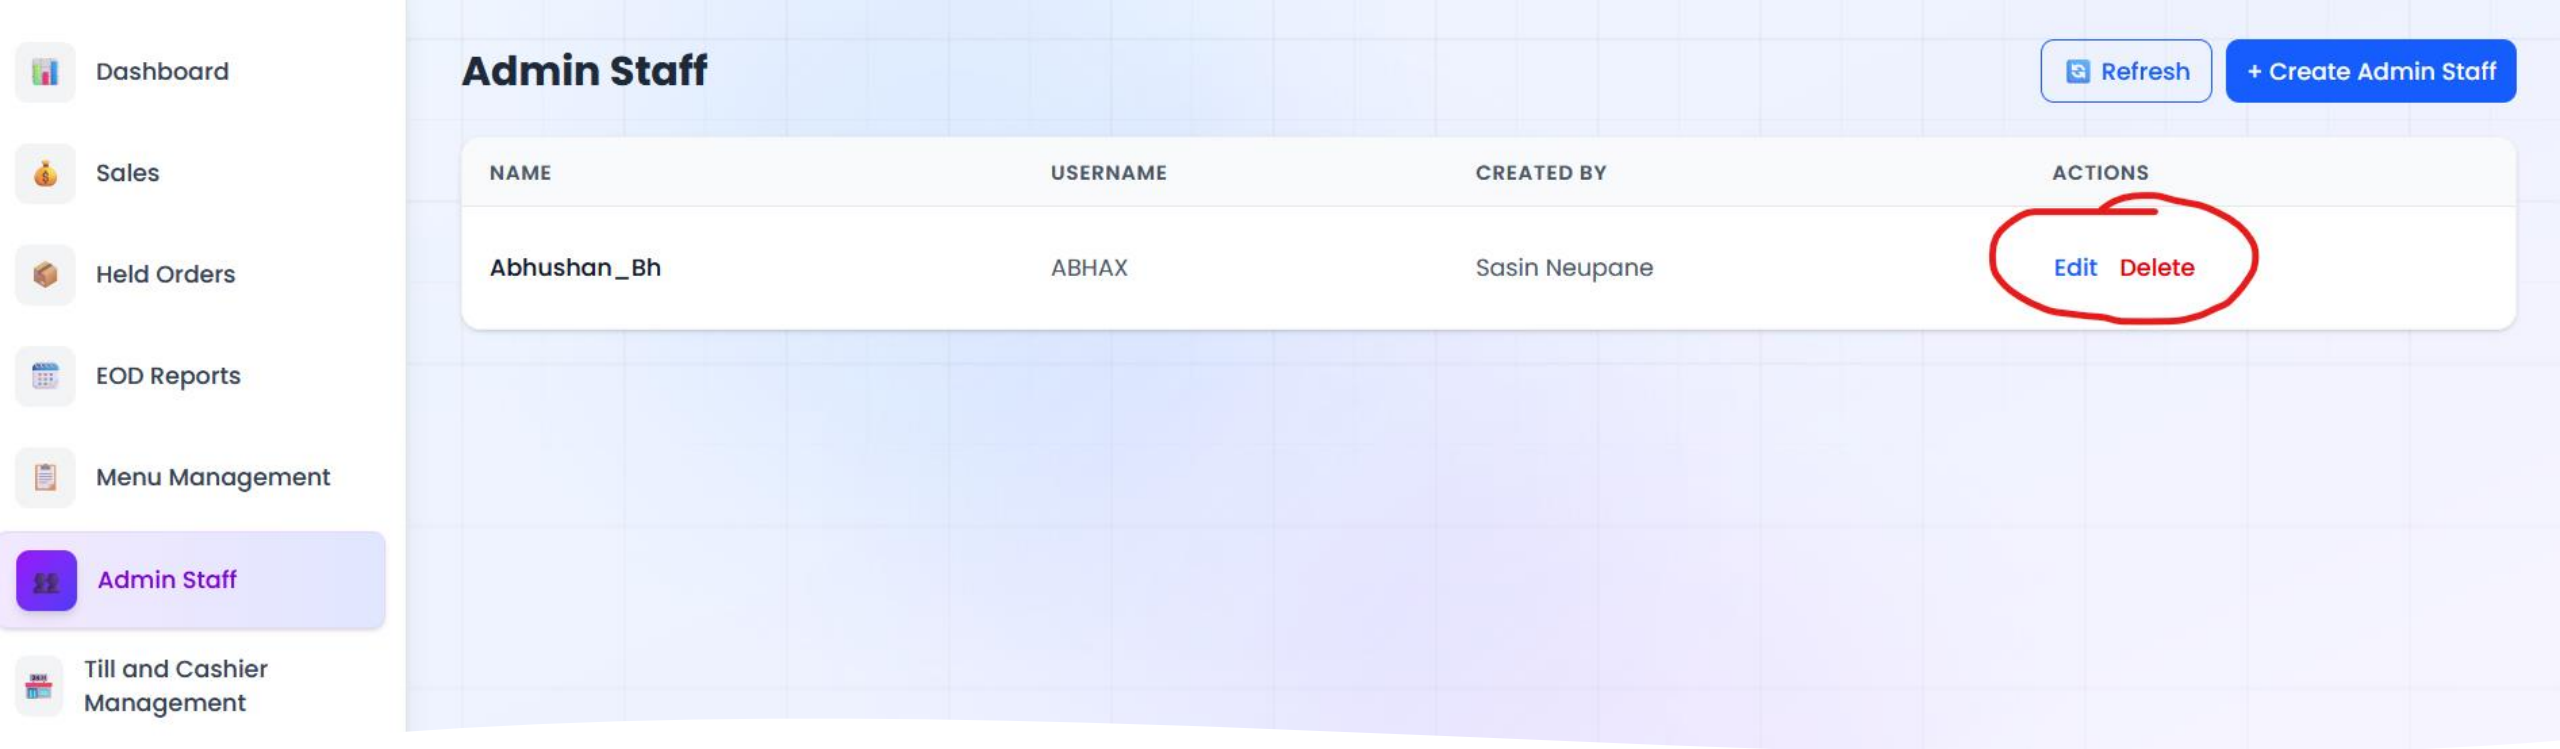 Dashboard
Sales
Held Orders
EOD Reports
Menu Management
Admin Staff
Till and Cashier
Management
Admin Staff
Refresh
+ Create Admin Staff
NAME USERNAME CREATED BY ACTIONS
Abhushan_Bh ABHAX Sasin Neupane Edit Delete